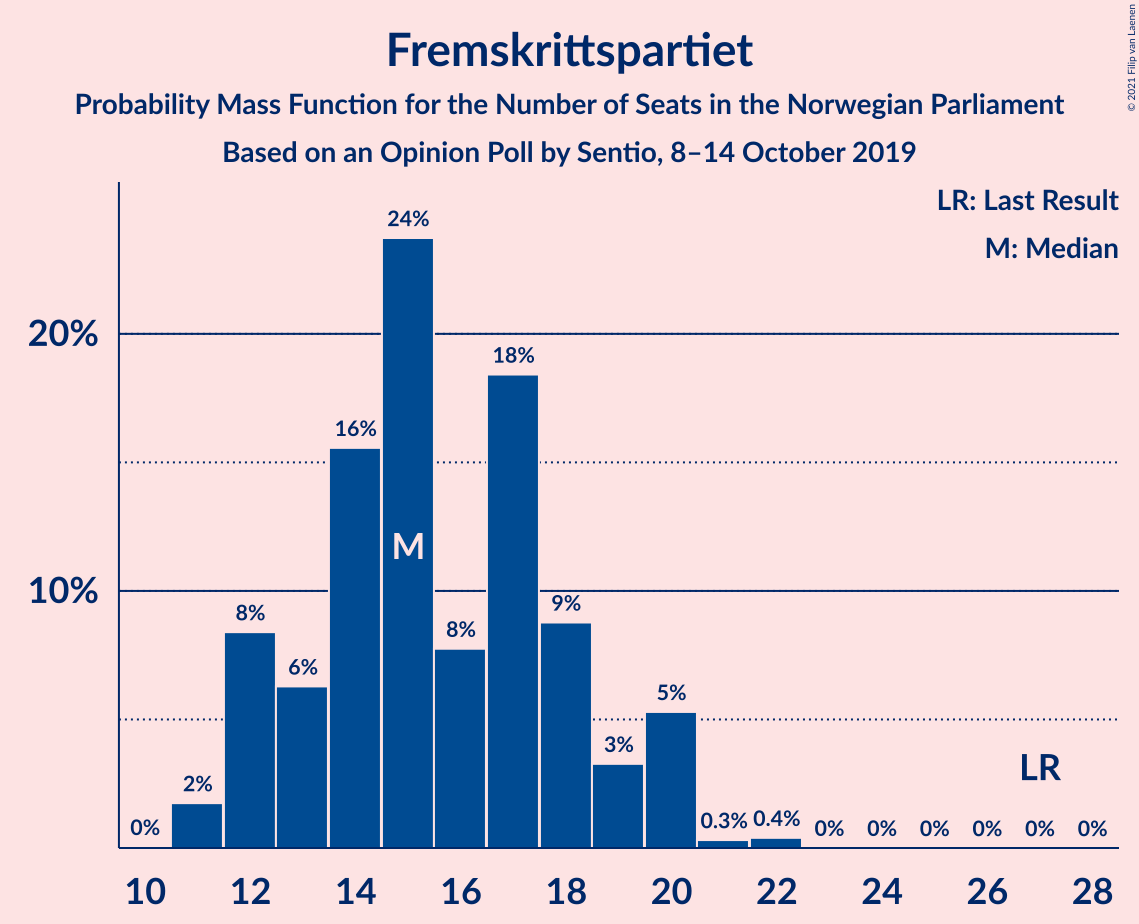 Fremskrittspartiet
Probability Mass Function for the Number of Seats in the Norwegian Parliament
Based on an Opinion Poll by Sentio, 8–14 October 2019
© 2021 Filip van Laenen
LR: Last Result
M: Median
24%
20%
18%
16%
M
10%
9%
8%
8%
6%
5%
3%
LR
2%
0.3% 0.4%
0% 0% 0% 0% 0% 0% 0%
10 12 14 16 18 20 22 24 26 28